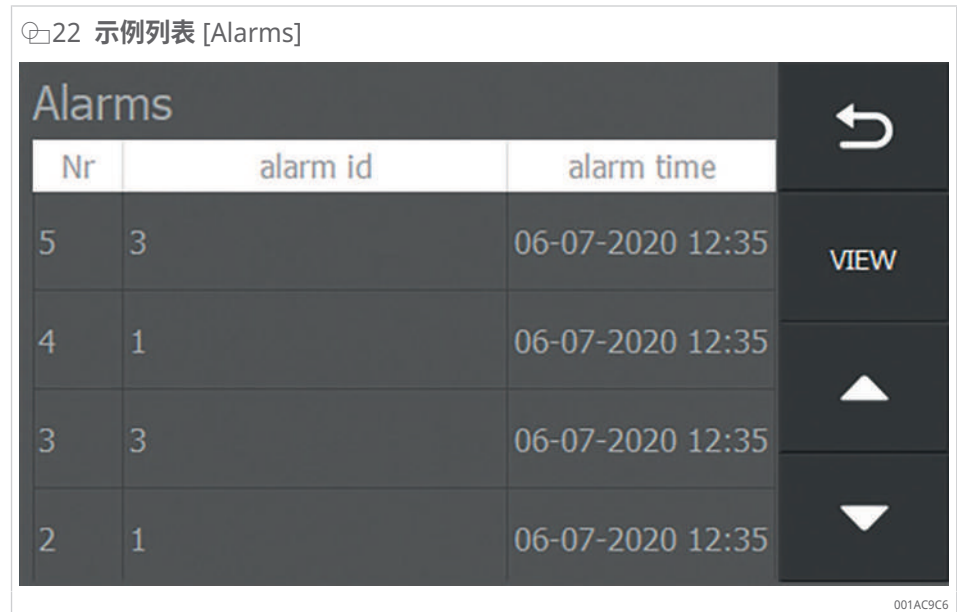 22 示例列表 [Alarms]
Alarms
Nr alarm id alarm time
5 3 06-07-2020 12:35
VIEW
4 1 06-07-2020 12:35
3 3 06-07-2020 12:35
2 1 06-07-2020 12:35
001AC9C6